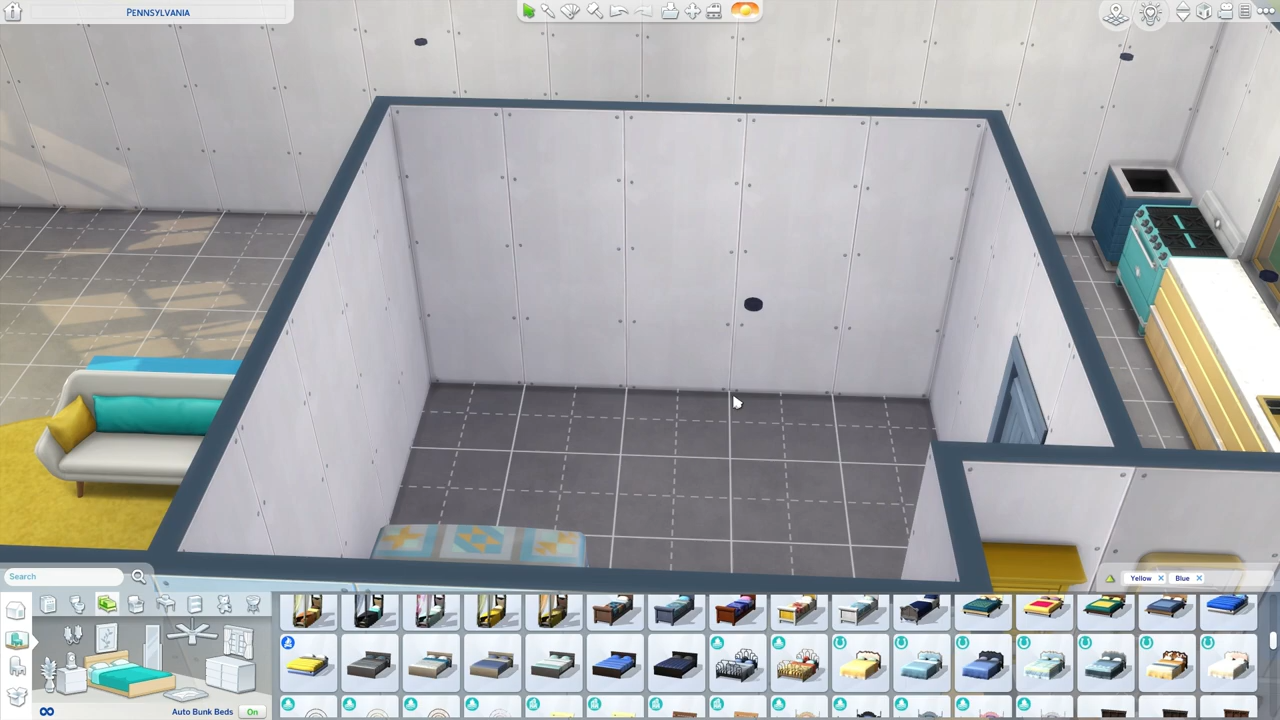 PENNSYLVANIA
Search
Yellow
Blue
Auto Bunk Beds
On